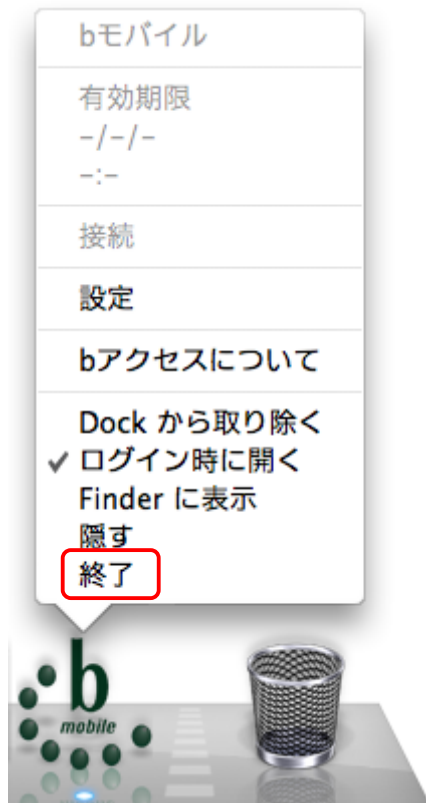 bモバイル
有効期限
-/-/-
-:-
接続
設定
bアクセスについて
Dock から取り除く
ログイン時に開く
Finder に表示
隠す
終了
b
mobile